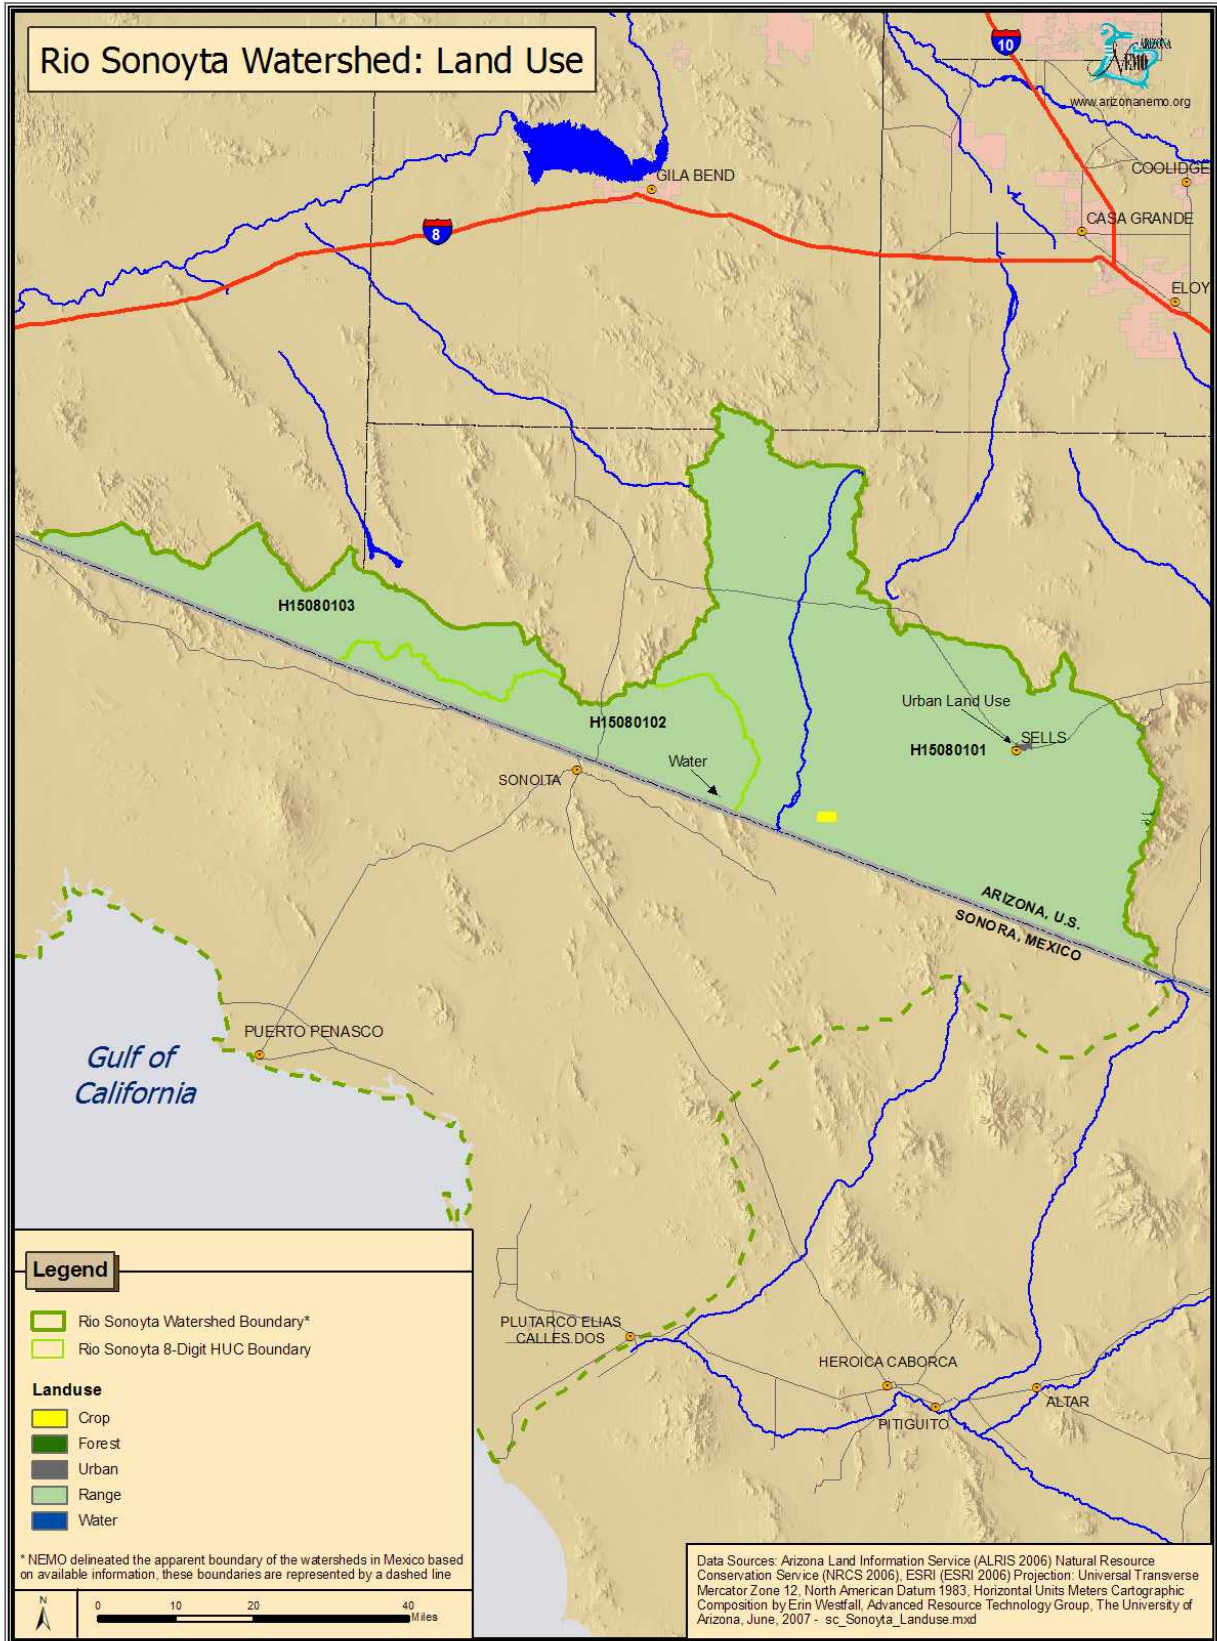 Rio Sonoyta Watershed: Land Use
10
ARIZONA
NEMO
www.arizonanemo.org
GILA BEND
COOLIDGE
CASA GRANDE
8
ELOY
H15080103
Urban Land Use
H15080102
SELLS
H15080101
Water
SONOITA
ARIZONA, U.S.
SONORA, MEXICO
PUERTO PENASCO
Gulf of
California
PLUTARCO ELIAS
CALLES DOS
HEROICA CABORCA
ALTAR
PITIGUITO
Legend
Rio Sonoyta Watershed Boundary*
Rio Sonoyta 8-Digit HUC Boundary
Landuse
Crop
Forest
Urban
Range
Water
* NEMO delineated the apparent boundary of the watersheds in Mexico based
on available information, these boundaries are represented by a dashed line
N
0 10 20 40
Miles
Data Sources: Arizona Land Information Service (ALRIS 2006) Natural Resource
Conservation Service (NRCS 2006), ESRI (ESRI 2006) Projection: Universal Transverse
Mercator Zone 12, North American Datum 1983, Horizontal Units Meters Cartographic
Composition by Erin Westfall, Advanced Resource Technology Group, The University of
Arizona, June, 2007 - sc_Sonoyta_Landuse.mxd